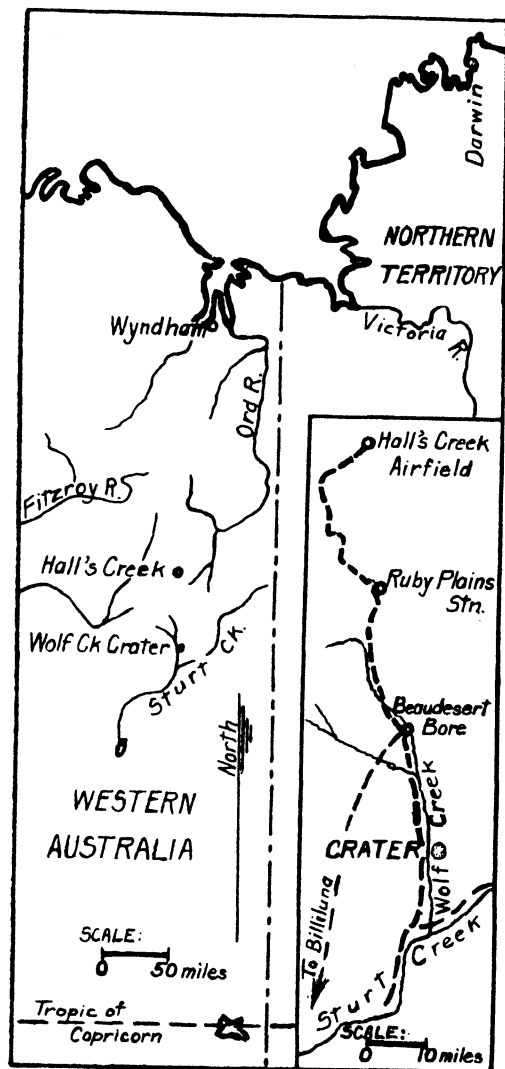 Darwin
NORTHERN
TERRITORY
Wyndham
Victoria R.
Ord R.
Fitzroy R.
Hall's Creek
Wolf Ck Crater
Sturt Ck.
North
WESTERN
AUSTRALIA
SCALE:
0 50 miles
Tropic of
Capricorn
Hall's Creek
Airfield
Ruby Plains
Stn.
Beaudesert
Bore
CRATER
Wolf Creek
To Billiluna
Sturt Creek
SCALE:
0 10 miles